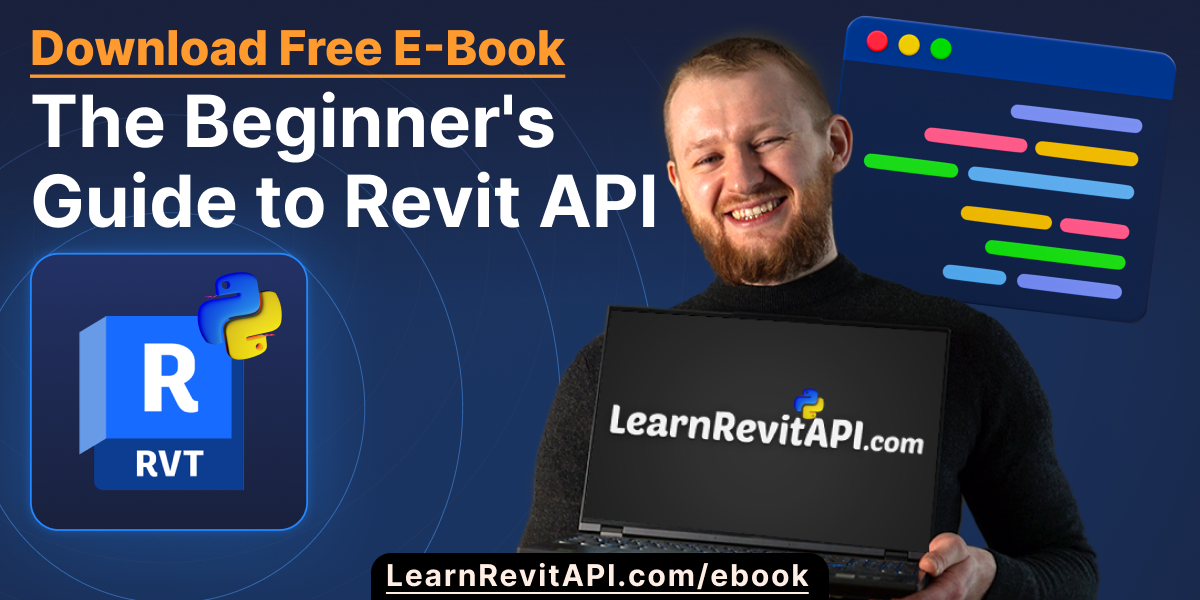 Download Free E-Book
The Beginner's
Guide to Revit API
R
RVT
LearnRevitAPI.com
LearnRevitAPI.com/ebook